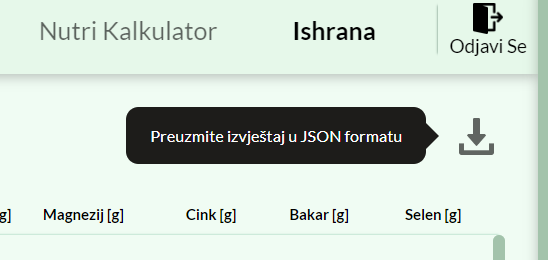 Nutri Kalkulator Ishrana
Odjavi Se
Preuzmite izvještaj u JSON formatu
g] Magnezij [g] Cink [g] Bakar [g] Selen [g]